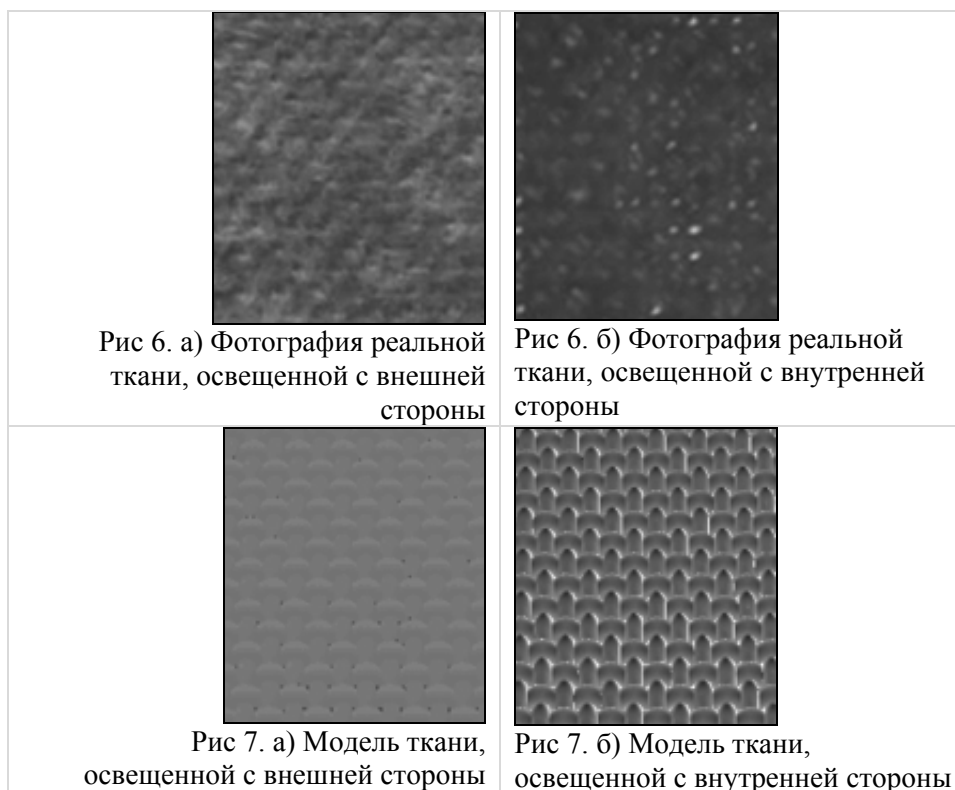 Рис 6. а) Фотография реальной
ткани, освещенной с внешней
стороны
Рис 6. б) Фотография реальной
ткани, освещенной с внутренней
стороны
Рис 7. а) Модель ткани,
освещенной с внешней стороны
Рис 7. б) Модель ткани,
освещенной с внутренней стороны